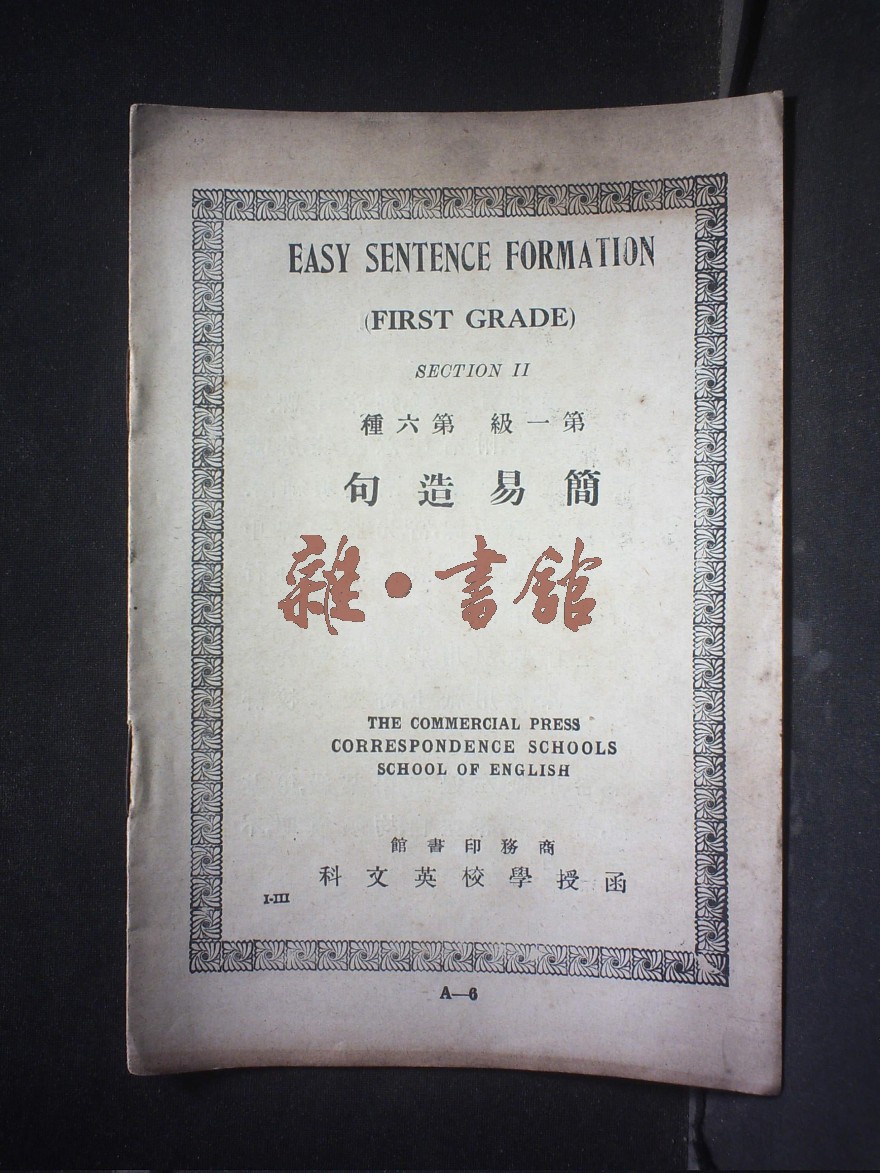 EASY SENTENCE FORMATION
(FIRST GRADE)
SECTION II
第一級 第六種
簡易造句
雜•書舘
THE COMMERCIAL PRESS
CORRESPONDENCE SCHOOLS
SCHOOL OF ENGLISH
商務印書館
函授學校英文科
I-III
A—6